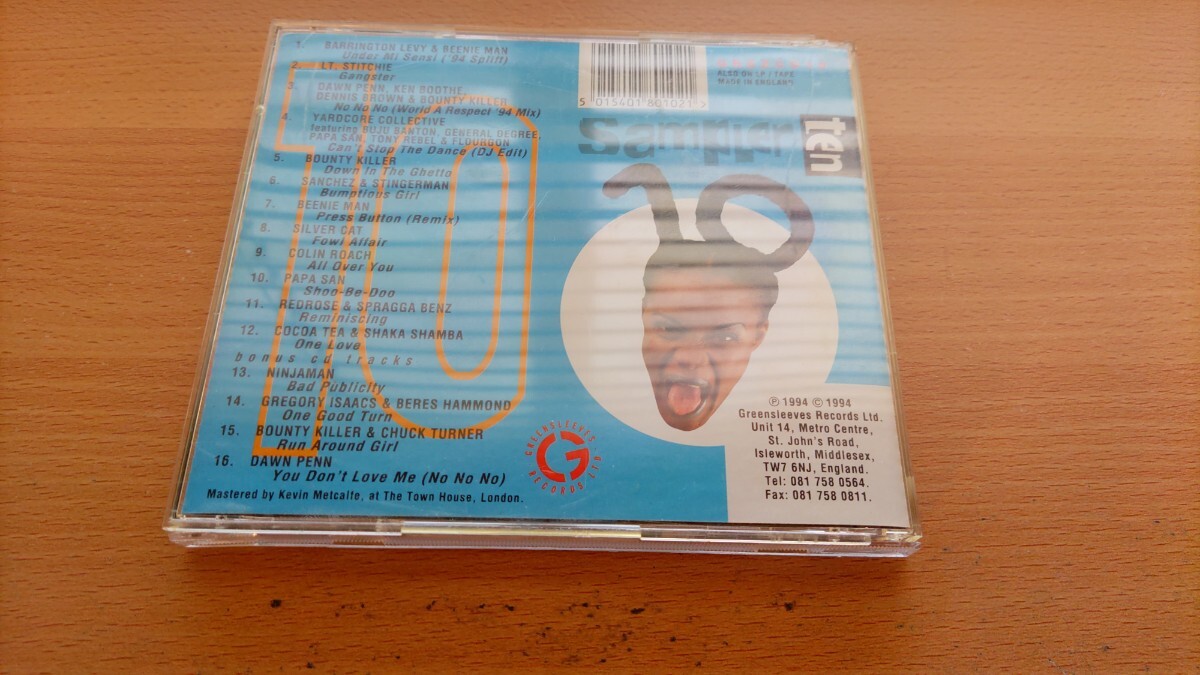 1. BARRINGTON LEVY & BEENIE MAN
Under Mi Sensi ('94 Spliff)
2. LT. STITCHIE
Gangster
3. DAWN PENN, KEN BOOTHE,
DENNIS BROWN & BOUNTY KILLER
No No No (World A Respect '94 Mix)
4. YARDCORE COLLECTIVE
featuring BUJU BANTON, GENERAL DEGREE,
PAPA SAN, TONY REBEL & FLOURGON
Can't Stop The Dance (DJ Edit)
5. BOUNTY KILLER
Down In The Ghetto
6. SANCHEZ & STINGERMAN
Bumptious Girl
7. BEENIE MAN
Press Button (Remix)
8. SILVER CAT
Fowl Affair
9. COLIN ROACH
All Over You
10. PAPA SAN
Shoo-Be-Doo
11. REDROSE & SPRAGGA BENZ
Reminiscing
12. COCOA TEA & SHAKA SHAMBA
One Love
bonus cd tracks
13. NINJAMAN
Bad Publicity
14. GREGORY ISAACS & BERES HAMMOND
One Good Turn
15. BOUNTY KILLER & CHUCK TURNER
Run Around Girl
16. DAWN PENN
You Don't Love Me (No No No)
Mastered by Kevin Metcalfe, at The Town House, London.
10
5 015401 801021 >
ALSO ON LP / TAPE
MADE IN ENGLAND
Sampler
ten
10
GREENSLEEVES
RECORDS LTD
G
℗ 1994 © 1994
Greensleeves Records Ltd.
Unit 14, Metro Centre,
St. John's Road,
Isleworth, Middlesex,
TW7 6NJ, England.
Tel: 081 758 0564.
Fax: 081 758 0811.